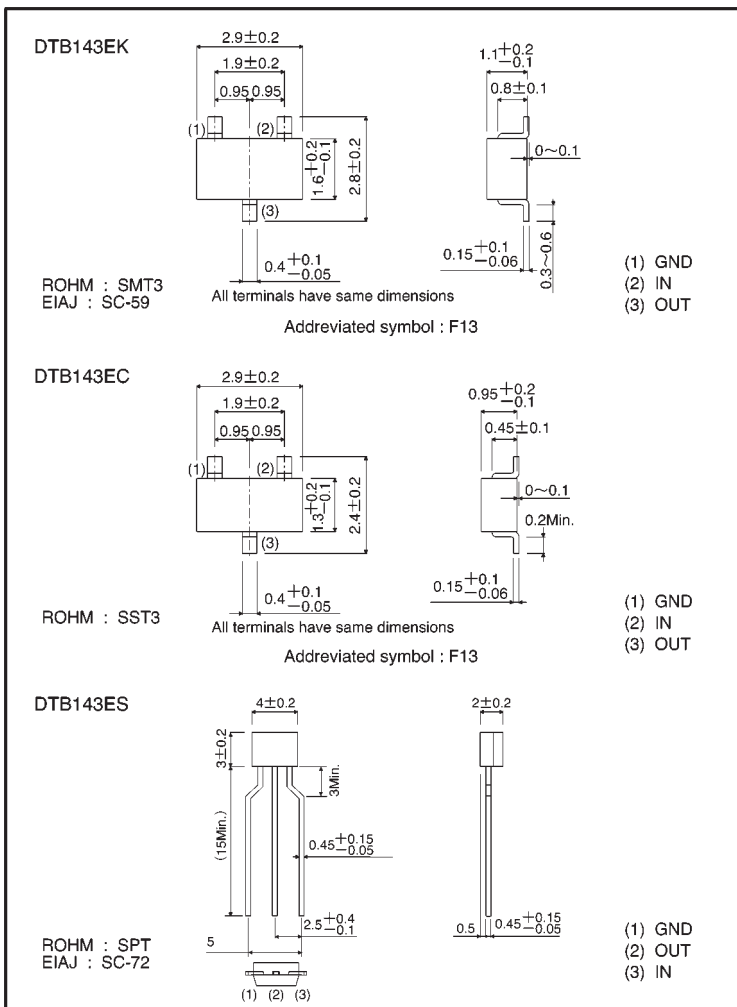 DTB143EK
2.9±0.2
1.9±0.2
0.95 0.95
(1) (2)
1.6+0.2−0.1
2.8±0.2
(3)
0.4+0.1−0.05
1.1+0.2−0.1
0.8±0.1
0~0.1
0.15+0.1−0.06
0.3~0.6
ROHM : SMT3
EIAJ : SC-59
All terminals have same dimensions
Addreviated symbol : F13
(1) GND
(2) IN
(3) OUT
DTB143EC
2.9±0.2
1.9±0.2
0.95 0.95
(1) (2)
1.3+0.2−0.1
2.4±0.2
(3)
0.4+0.1−0.05
0.95+0.2−0.1
0.45±0.1
0~0.1
0.2Min.
0.15+0.1−0.06
ROHM : SST3
All terminals have same dimensions
Addreviated symbol : F13
(1) GND
(2) IN
(3) OUT
DTB143ES
4±0.2
2±0.2
3±0.2
3Min.
(15Min.)
0.45+0.15−0.05
2.5+0.4−0.1
5
0.5
0.45+0.15−0.05
ROHM : SPT
EIAJ : SC-72
(1) (2) (3)
(1) GND
(2) OUT
(3) IN